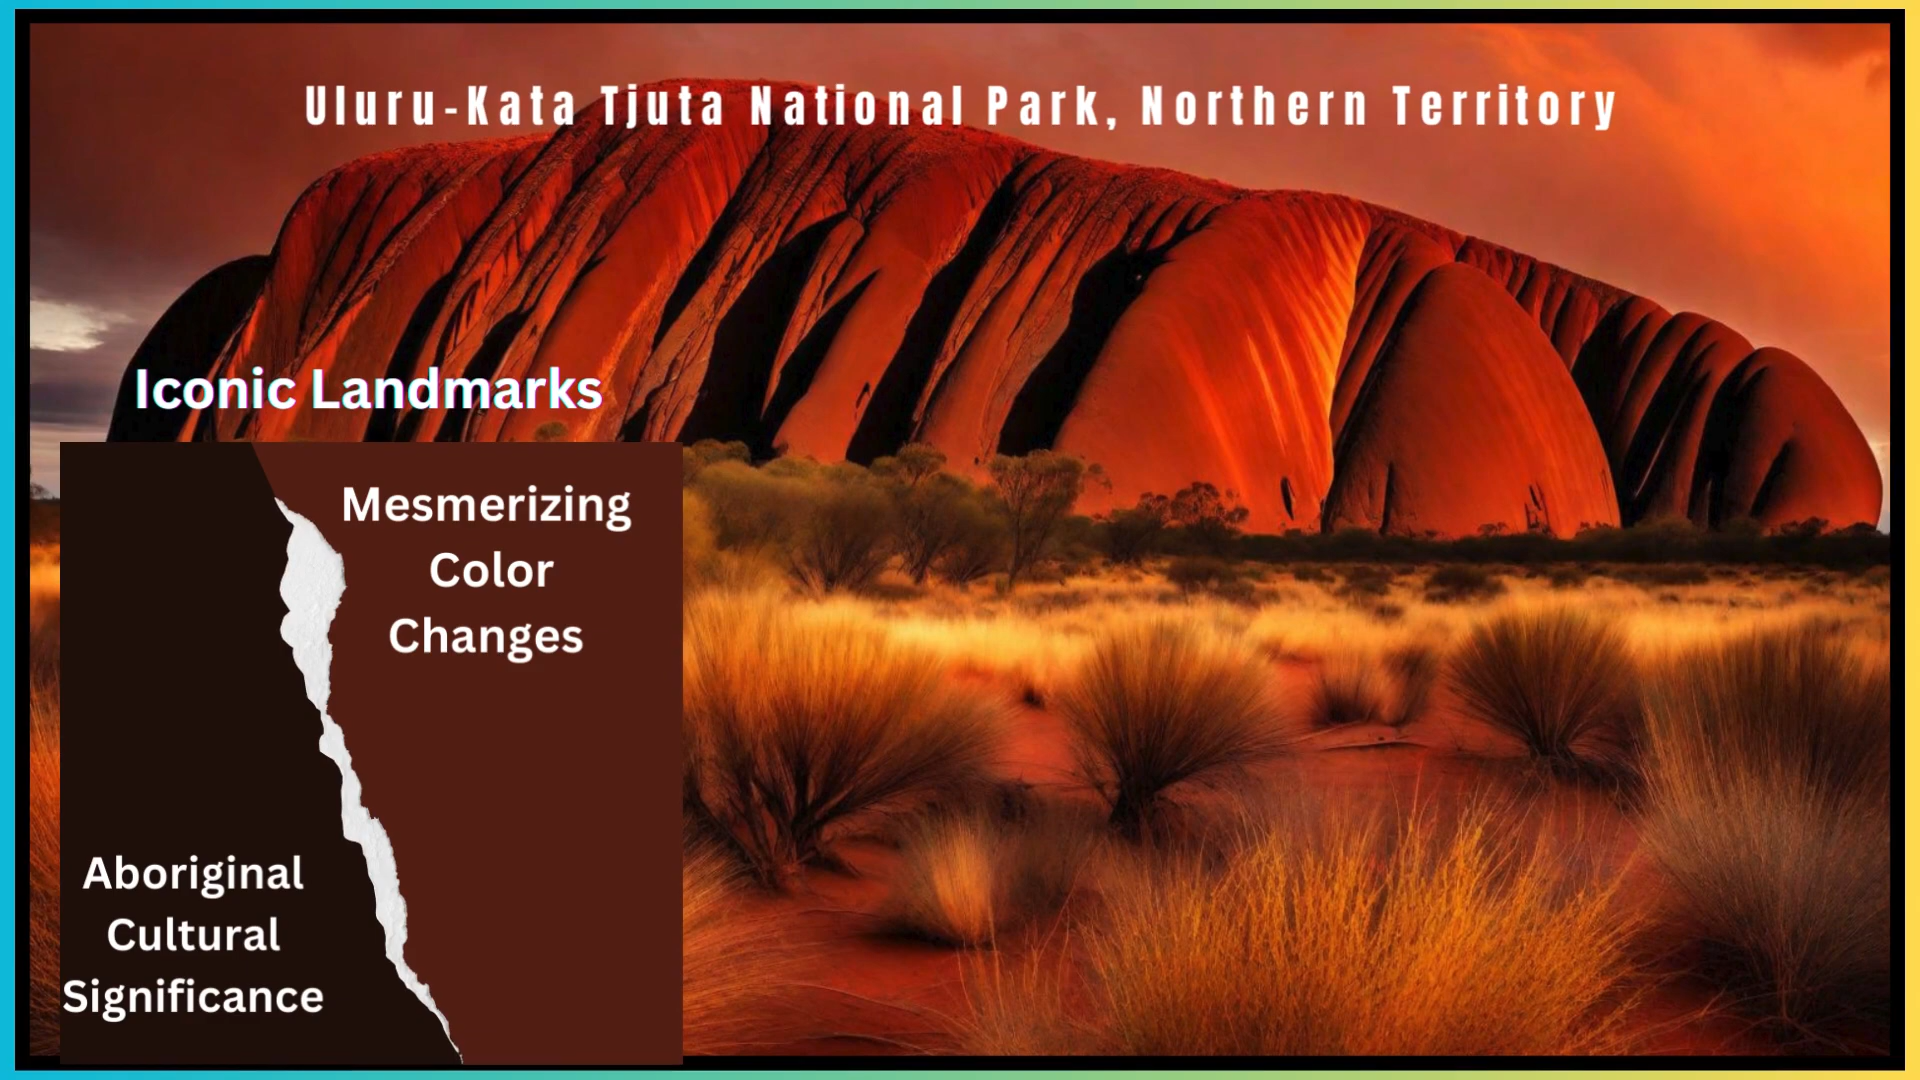 Uluru-Kata Tjuta National Park, Northern Territory
Iconic Landmarks
Mesmerizing
Color
Changes
Aboriginal
Cultural
Significance